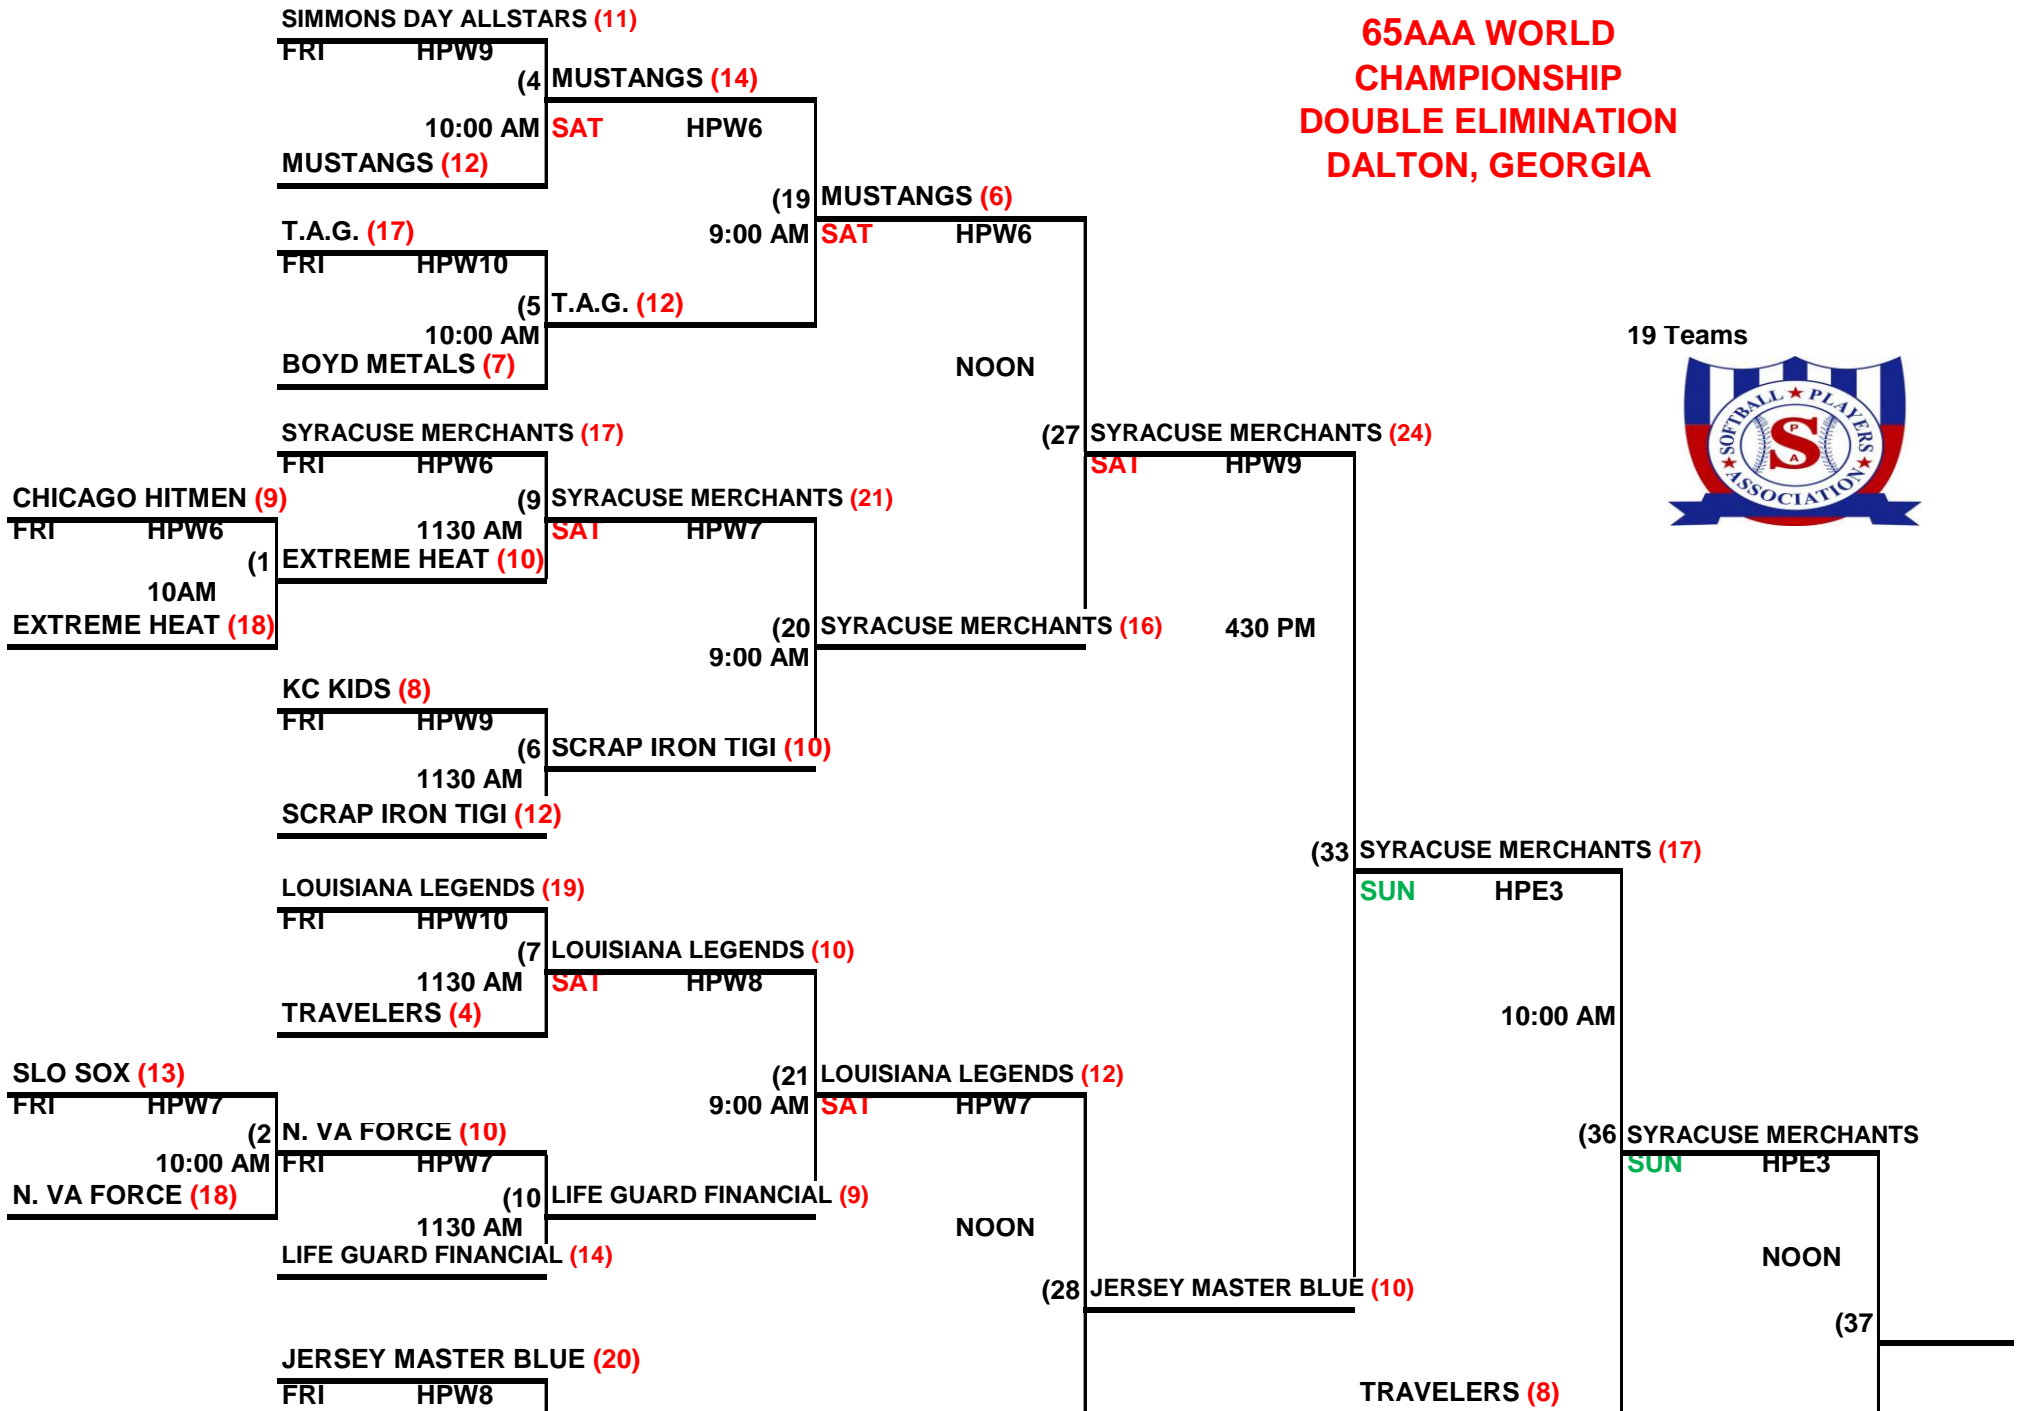 SIMMONS DAY ALLSTARS (11)
65AAA WORLD
CHAMPIONSHIP
DOUBLE ELIMINATION
DALTON, GEORGIA
FRI HPW9
(4 MUSTANGS (14)
10:00 AM SAT HPW6
MUSTANGS (12)
(19 MUSTANGS (6)
T.A.G. (17)
9:00 AM SAT HPW6
FRI HPW10
(5 T.A.G. (12)
10:00 AM
19 Teams
BOYD METALS (7)
NOON
SOFTBALL ★ PLAYERS ★ ASSOCIATION ★
P
S
A
SYRACUSE MERCHANTS (17)
(27 SYRACUSE MERCHANTS (24)
FRI HPW6
SAT HPW9
CHICAGO HITMEN (9)
(9 SYRACUSE MERCHANTS (21)
FRI HPW6
1130 AM SAT HPW7
(1 EXTREME HEAT (10)
10AM
EXTREME HEAT (18)
(20 SYRACUSE MERCHANTS (16)
430 PM
9:00 AM
KC KIDS (8)
FRI HPW9
(6 SCRAP IRON TIGI (10)
1130 AM
SCRAP IRON TIGI (12)
(33 SYRACUSE MERCHANTS (17)
LOUISIANA LEGENDS (19)
SUN HPE3
FRI HPW10
(7 LOUISIANA LEGENDS (10)
1130 AM SAT HPW8
TRAVELERS (4)
10:00 AM
SLO SOX (13)
(21 LOUISIANA LEGENDS (12)
FRI HPW7
9:00 AM SAT HPW7
(2 N. VA FORCE (10)
(36 SYRACUSE MERCHANTS
10:00 AM FRI HPW7
SUN HPE3
N. VA FORCE (18)
(10 LIFE GUARD FINANCIAL (9)
1130 AM
NOON
LIFE GUARD FINANCIAL (14)
NOON
(28 JERSEY MASTER BLUE (10)
(37
JERSEY MASTER BLUE (20)
FRI HPW8
TRAVELERS (8)